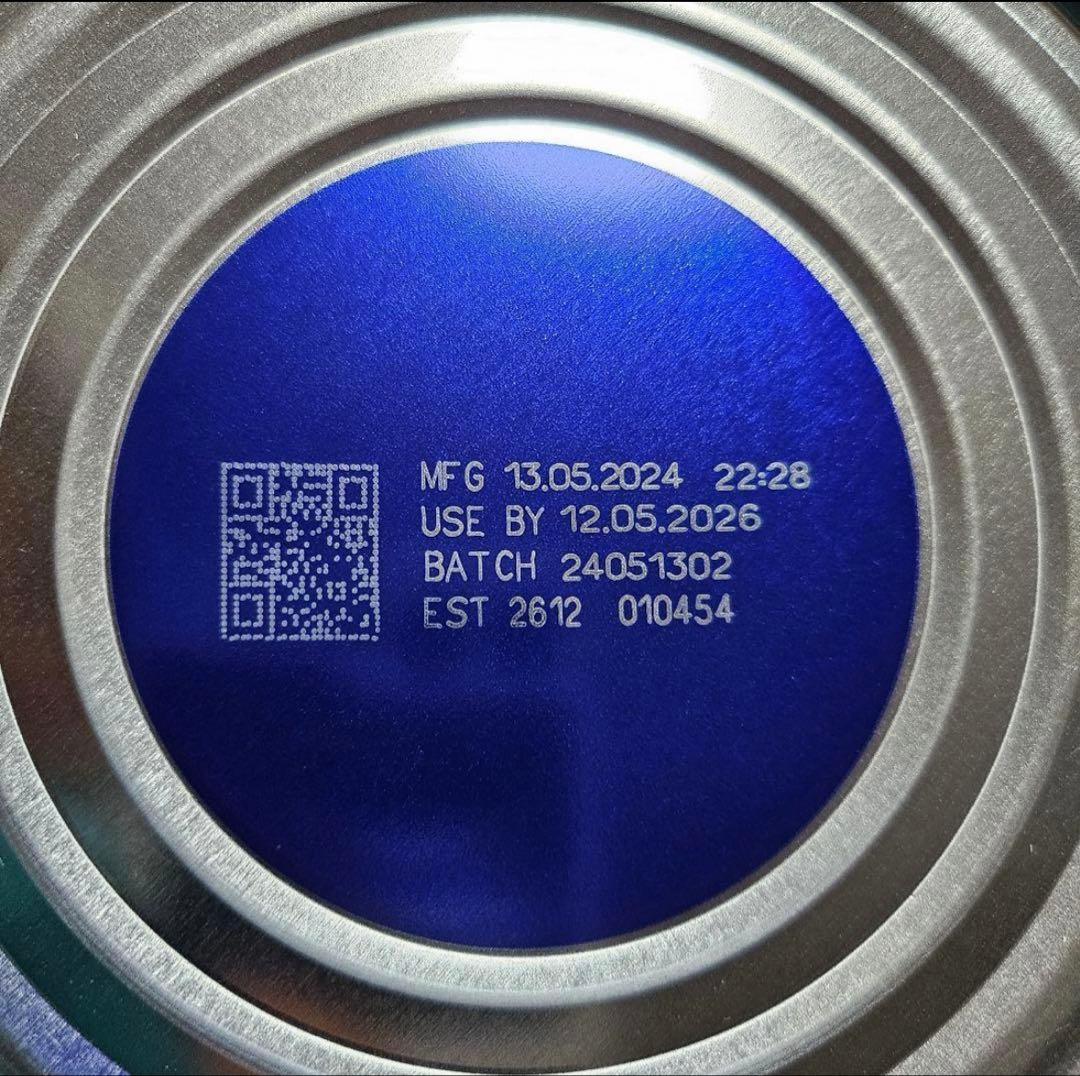 MFG 13.05.2024 22:28
USE BY 12.05.2026
BATCH 24051302
EST 2612 010454